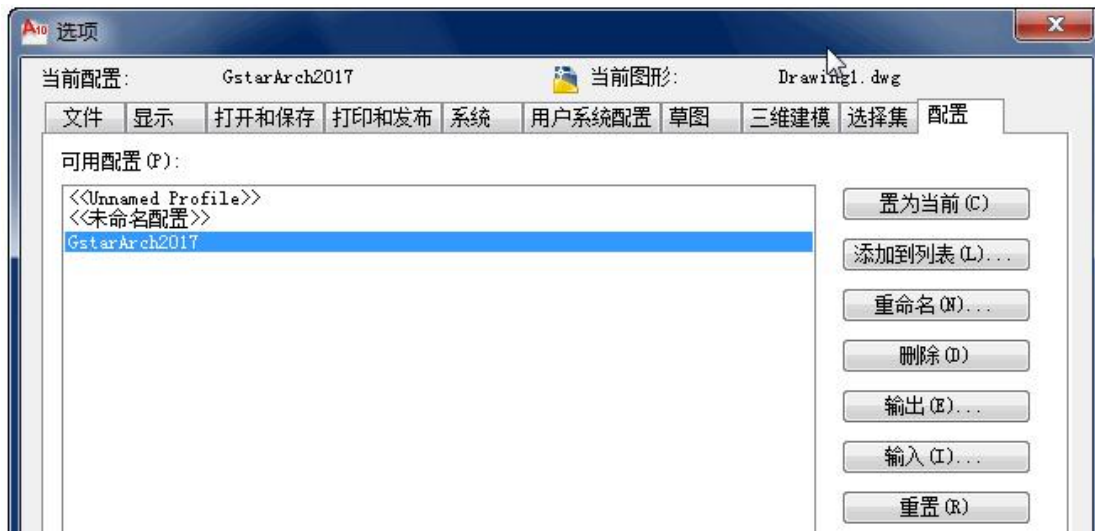 A10 选项
当前配置: GstarArch2017 当前图形: Drawing1.dwg
文件 显示 打开和保存 打印和发布 系统 用户系统配置 草图 三维建模 选择集 配置
可用配置(P):
<<Unnamed Profile>>
<<未命名配置>>
GstarArch2017
置为当前(C)
添加到列表(L)...
重命名(N)...
删除(D)
输出(E)...
输入(I)...
重置(R)